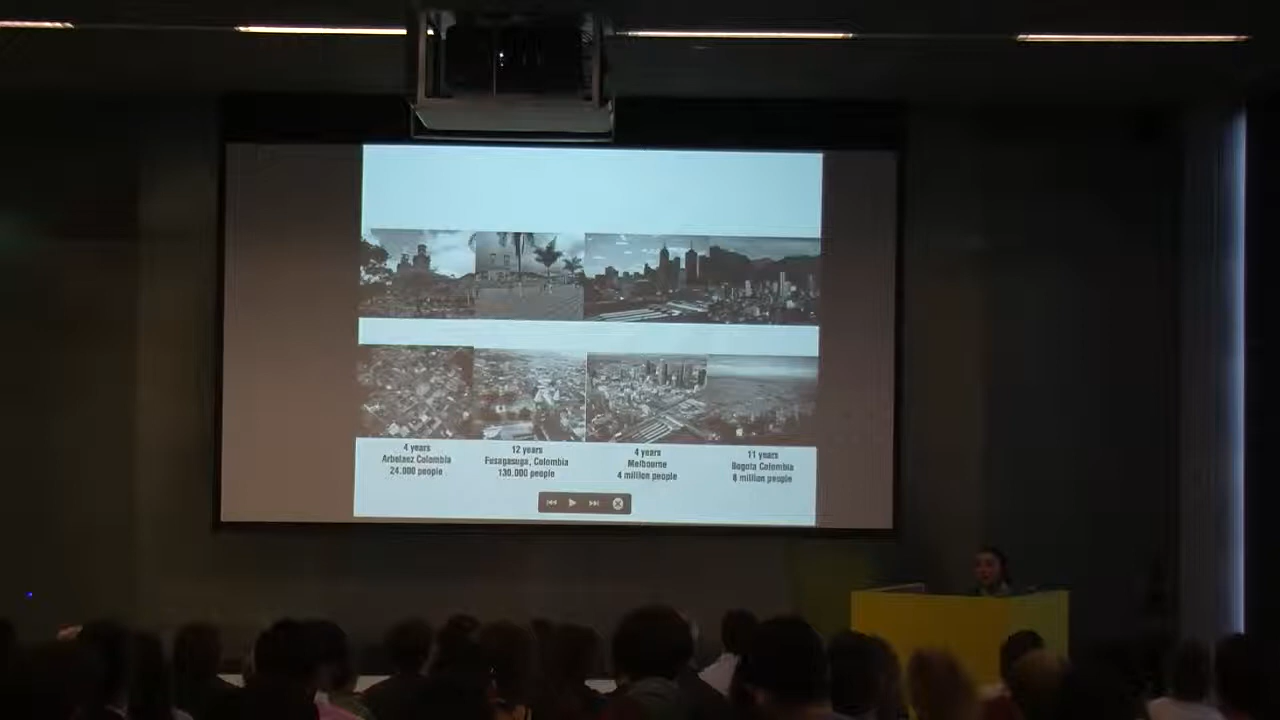 4 years
Arbelaez Colombia
24.000 people
12 years
Fusagasuga, Colombia
130.000 people
4 years
Melbourne
4 million people
11 years
Bogota Colombia
8 million people